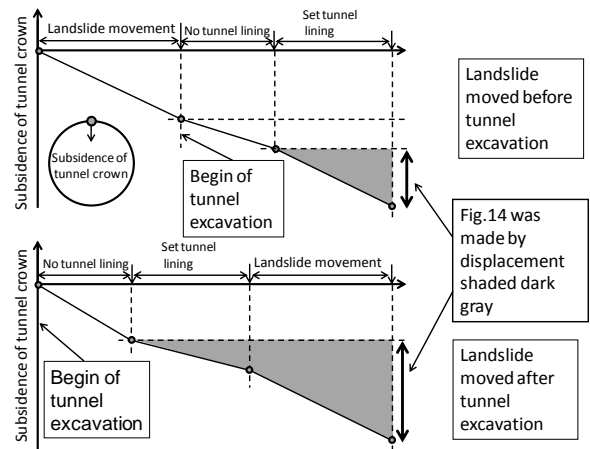 Landslide movement
No tunnel lining
Set tunnel
lining
Subsidence of tunnel crown
Subsidence of
tunnel crown
Begin of
tunnel
excavation
Landslide
moved before
tunnel
excavation
Fig.14 was
made by
displacement
shaded dark
gray
No tunnel lining
Set tunnel
lining
Landslide movement
Subsidence of tunnel crown
Begin of
tunnel
excavation
Landslide
moved after
tunnel
excavation